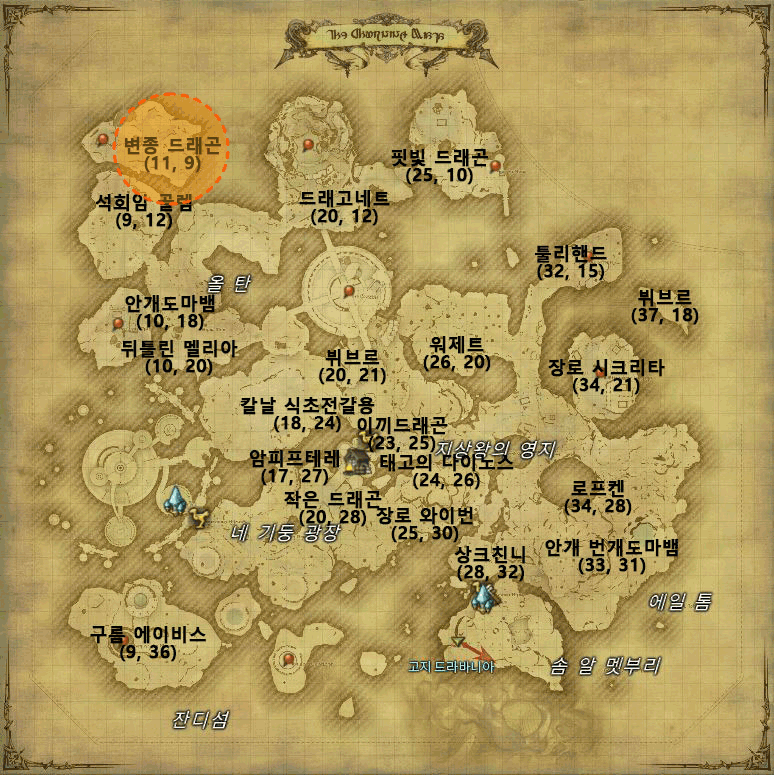 The Churning Mists
변종 드래곤
(11, 9)
핏빛 드래곤
(25, 10)
석회암 골렘
(9, 12)
드래고네트
(20, 12)
툴리핸드
(32, 15)
올 탄
안개도마뱀
(10, 18)
뷔브르
(37, 18)
뒤틀린 멜리아
(10, 20)
뷔브르
(20, 21)
워제트
(26, 20)
장로 시크리타
(34, 21)
칼날 식초전갈용
(18, 24)
이끼드래곤
(23, 25)
지상왕의 영지
암피프테레
(17, 27)
태고의 다이노스
(24, 26)
작은 드래곤
(20, 28)
장로 와이번
(25, 30)
로프켄
(34, 28)
네 기둥 광장
상크친니
(28, 32)
안개 번개도마뱀
(33, 31)
에일 톰
구름 에이비스
(9, 36)
고지 드라바니아
솜 알 멧부리
잔디섬